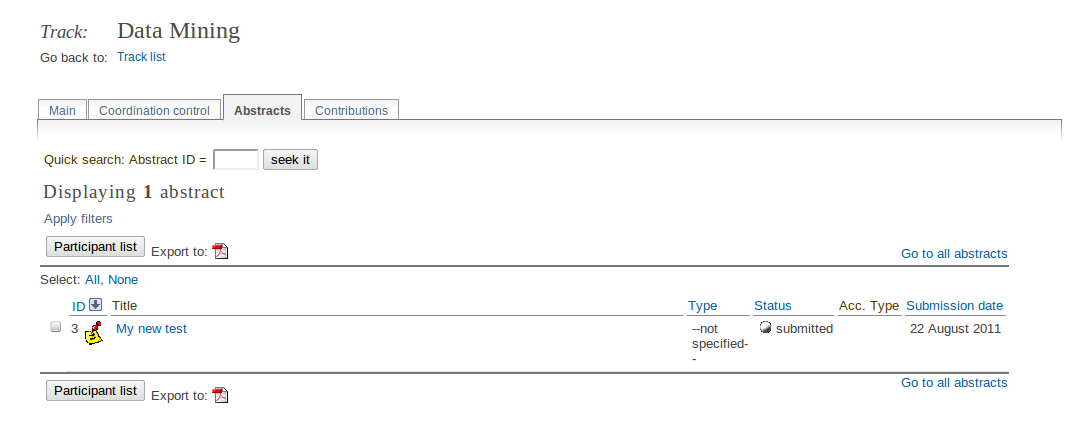 Track: Data Mining
Go back to: Track list
Main Coordination control Abstracts Contributions
Quick search: Abstract ID = seek it
Displaying 1 abstract
Apply filters
Participant list Export to: Go to all abstracts
Select: All, None
ID Title Type Status Acc. Type Submission date
3 My new test --not submitted 22 August 2011
specified-
-
Participant list Export to: Go to all abstracts